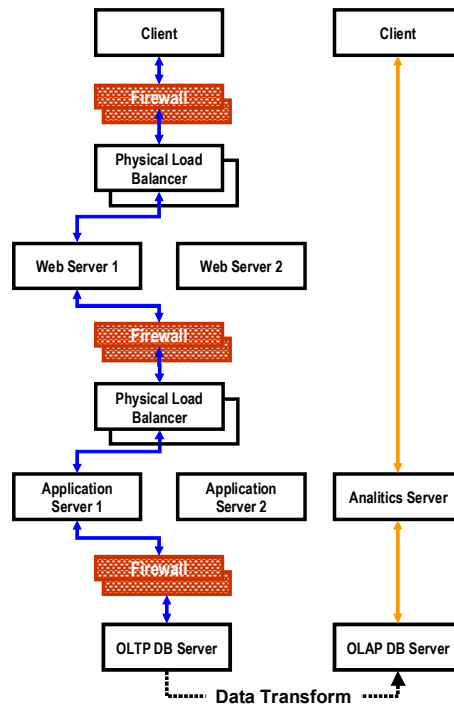 Client
Client
Firewall
Physical Load
Balancer
Web Server 1
Web Server 2
Firewall
Physical Load
Balancer
Application
Server 1
Application
Server 2
Analitics Server
Firewall
OLTP DB Server
OLAP DB Server
Data Transform